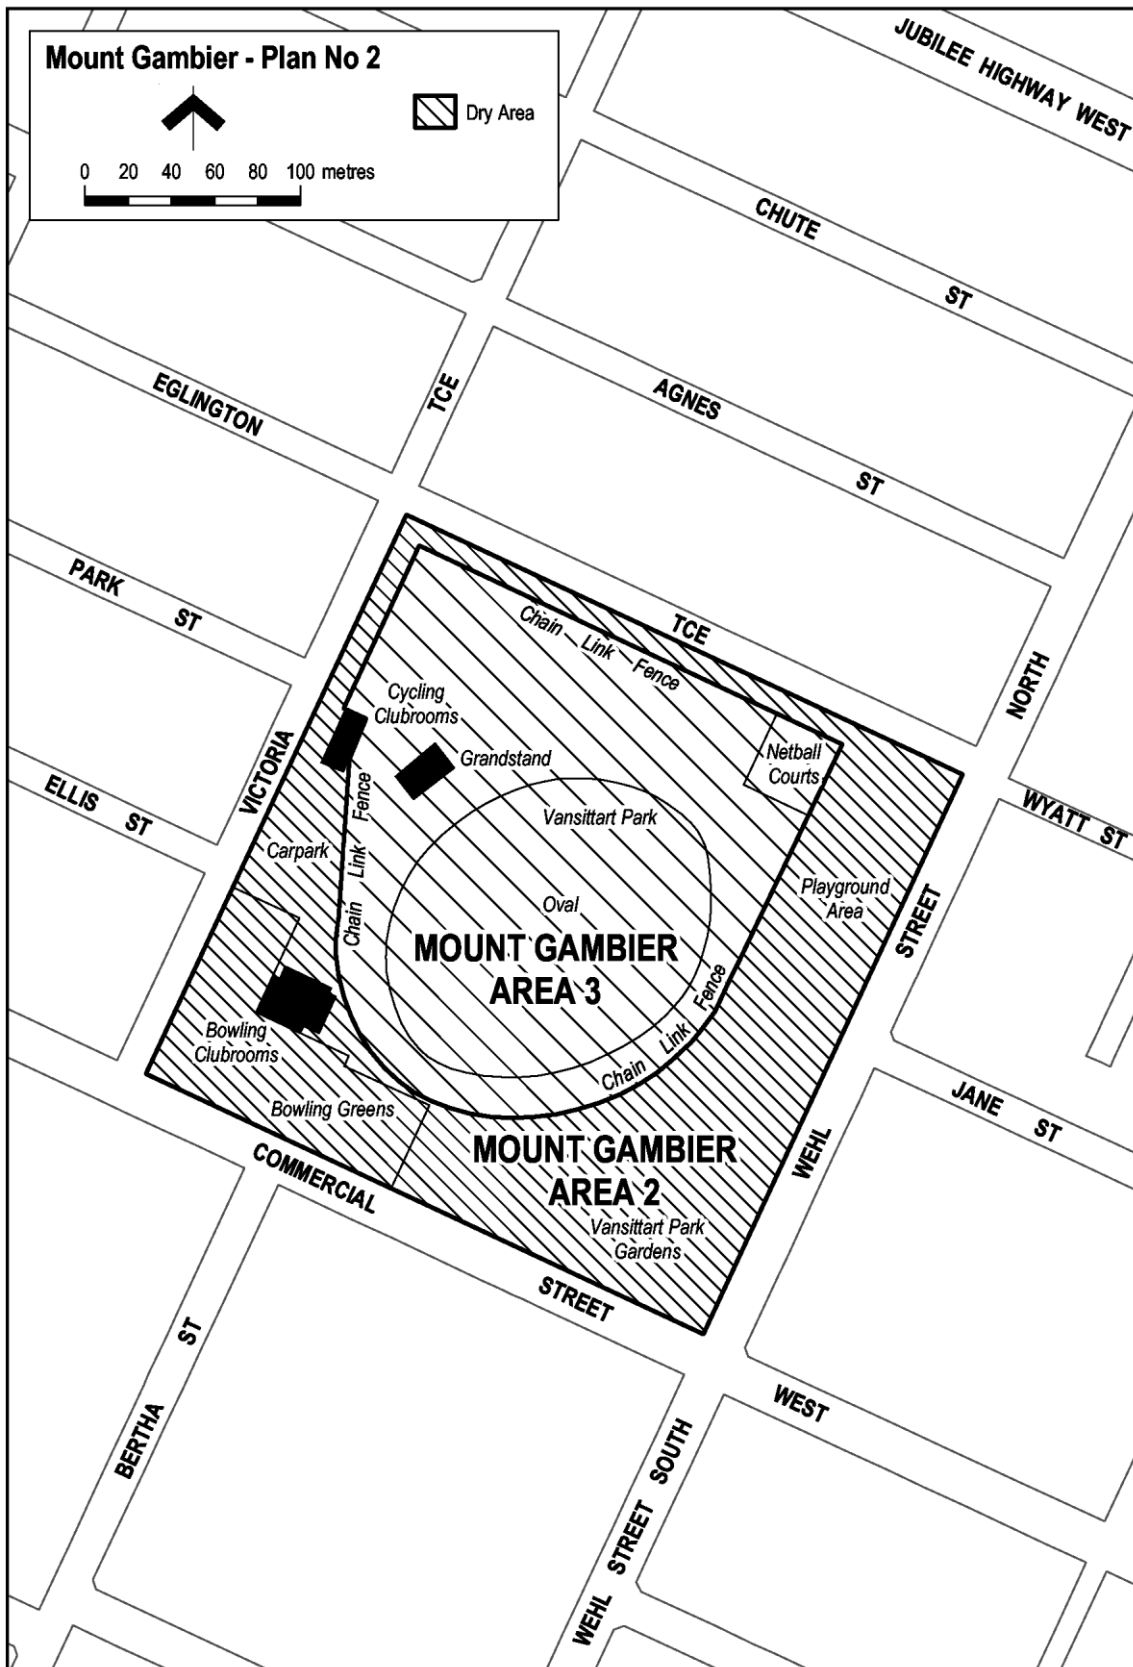 Mount Gambier - Plan No 2
Dry Area
0 20 40 60 80 100 metres
JUBILEE HIGHWAY WEST
CHUTE ST
AGNES ST
EGLINGTON TCE
TCE
PARK ST
VICTORIA
ELLIS ST
NORTH
WYATT ST
STREET
WEHL
JANE ST
Chain Link Fence
Cycling
Clubrooms
Grandstand
Netball
Courts
Vansittart Park
Oval
Carpark
Chain Link Fence
Playground
Area
MOUNT GAMBIER
AREA 3
Chain Link Fence
Bowling
Clubrooms
Bowling Greens
MOUNT GAMBIER
AREA 2
Vansittart Park
Gardens
COMMERCIAL STREET
WEST
BERTHA ST
WEHL STREET SOUTH